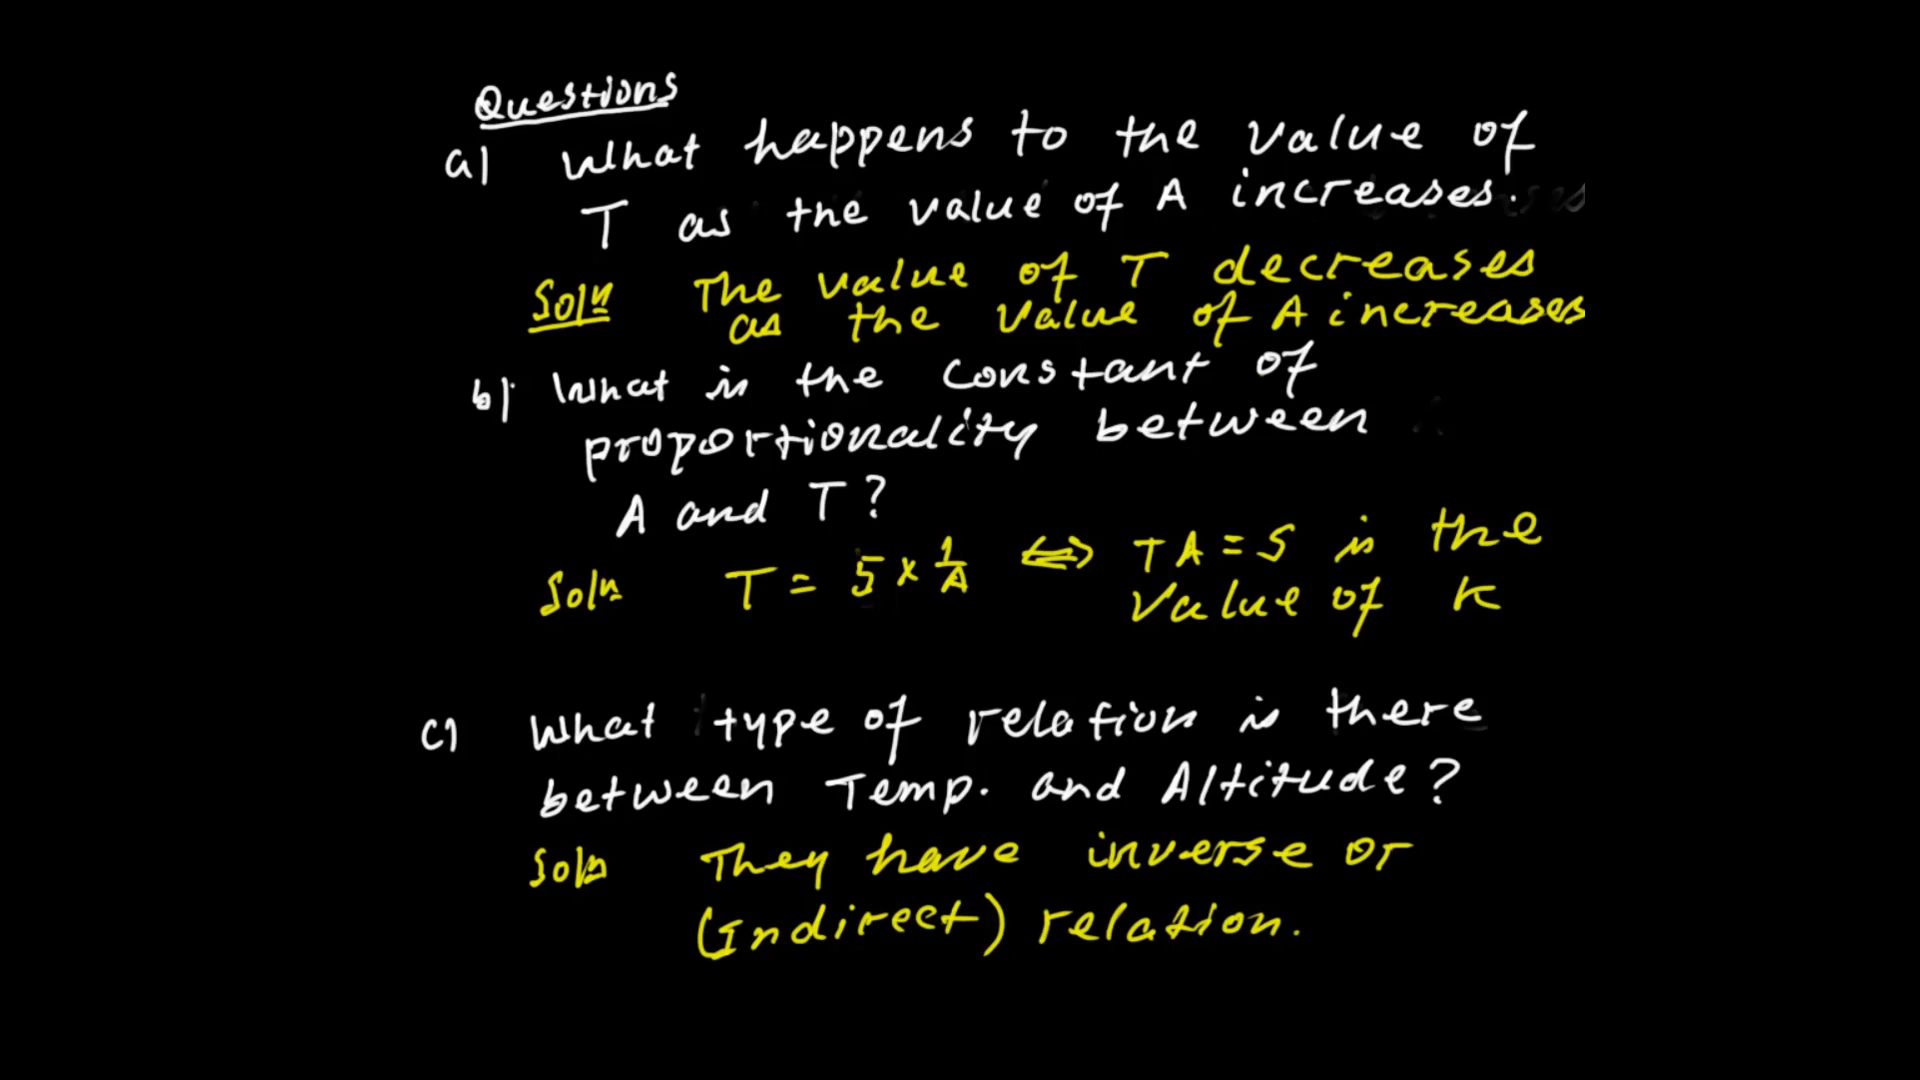 Questions
a) What happens to the value of
T as the value of A increases.
Soln The value of T decreases
as the value of A increases
b) What is the constant of
proportionality between
A and T?
Soln T = 5 × 1/A ⟺ TA = 5 is the
value of K
c) What type of relation is there
between Temp. and Altitude?
Soln They have inverse or
(Indirect) relation.